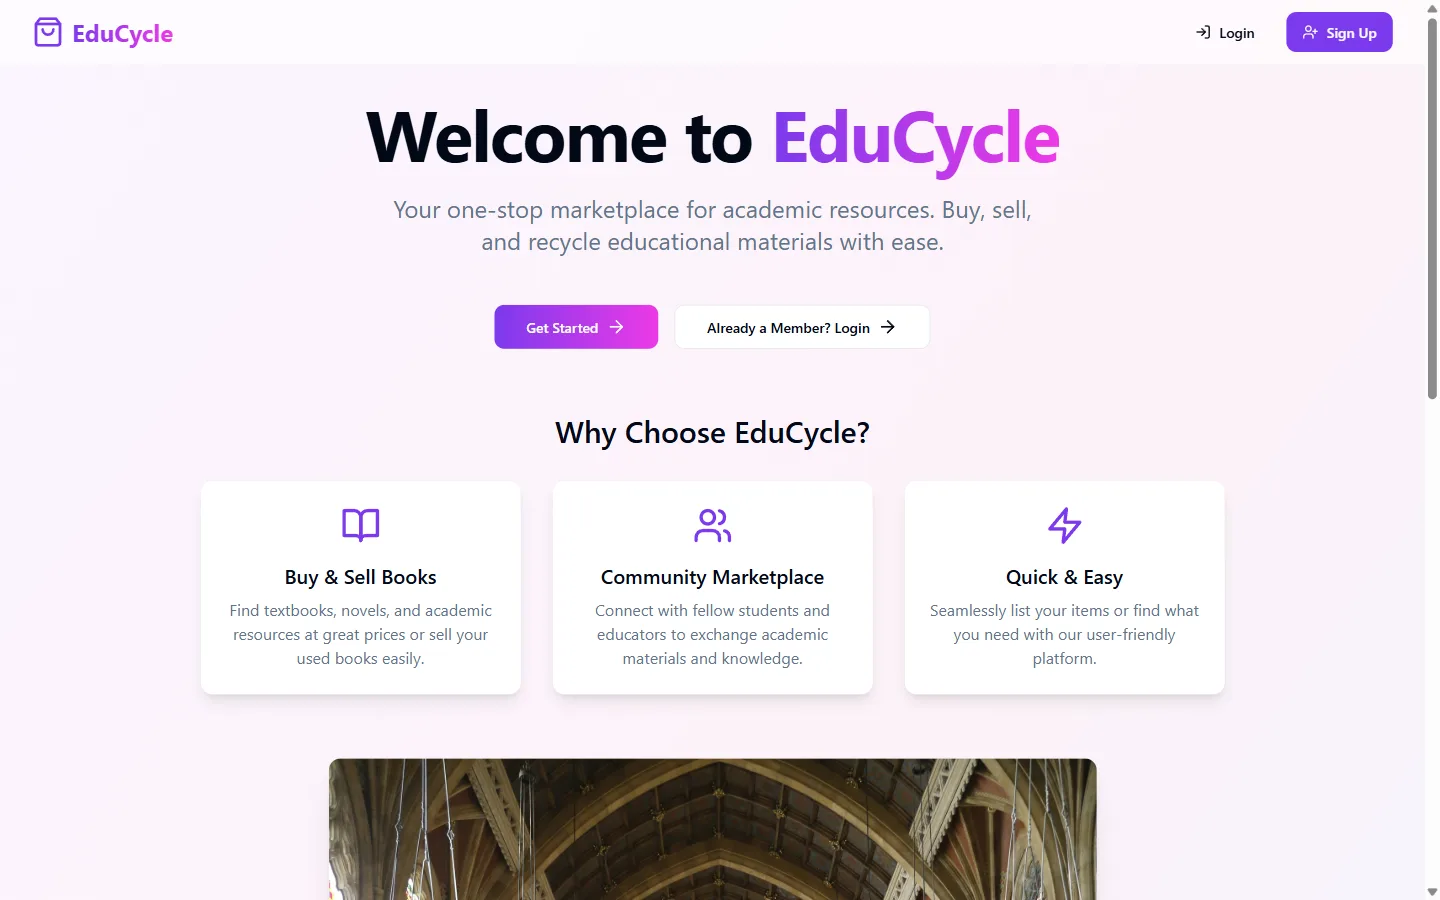 EduCycle
Login
Sign Up
Welcome to EduCycle
Your one-stop marketplace for academic resources. Buy, sell,
and recycle educational materials with ease.
Get Started
Already a Member? Login
Why Choose EduCycle?
Buy & Sell Books
Find textbooks, novels, and academic
resources at great prices or sell your
used books easily.
Community Marketplace
Connect with fellow students and
educators to exchange academic
materials and knowledge.
Quick & Easy
Seamlessly list your items or find what
you need with our user-friendly
platform.